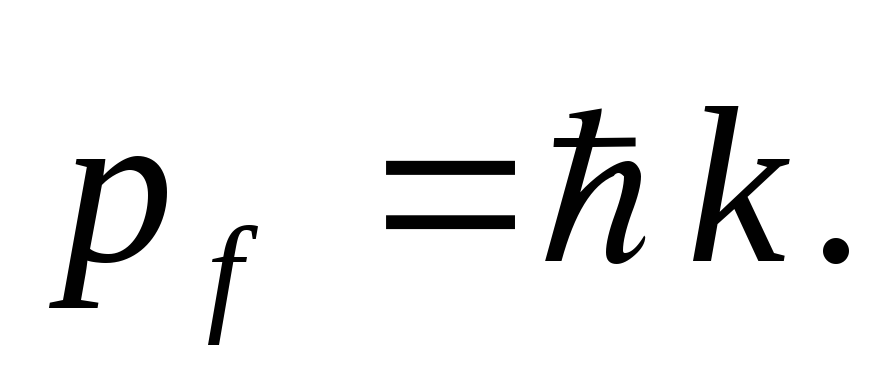 p_f = ℏk.